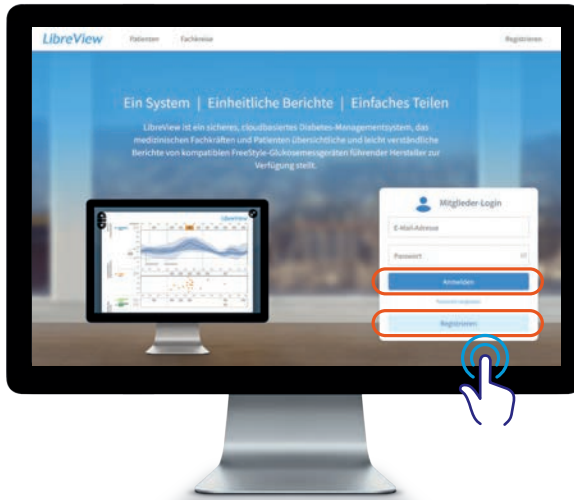 LibreView Patienten Fachkreise Registrieren
Ein System | Einheitliche Berichte | Einfaches Teilen
LibreView ist ein sicheres, cloudbasiertes Diabetes-Managementsystem, das
medizinischen Fachkräften und Patienten übersichtliche und leicht verständliche
Berichte von kompatiblen FreeStyle-Glukosemessgeräten führender Hersteller zur
Verfügung stellt.
LibreView
Mitglieder-Login
E-Mail-Adresse
Passwort
Anmelden
Passwort vergessen
Registrieren